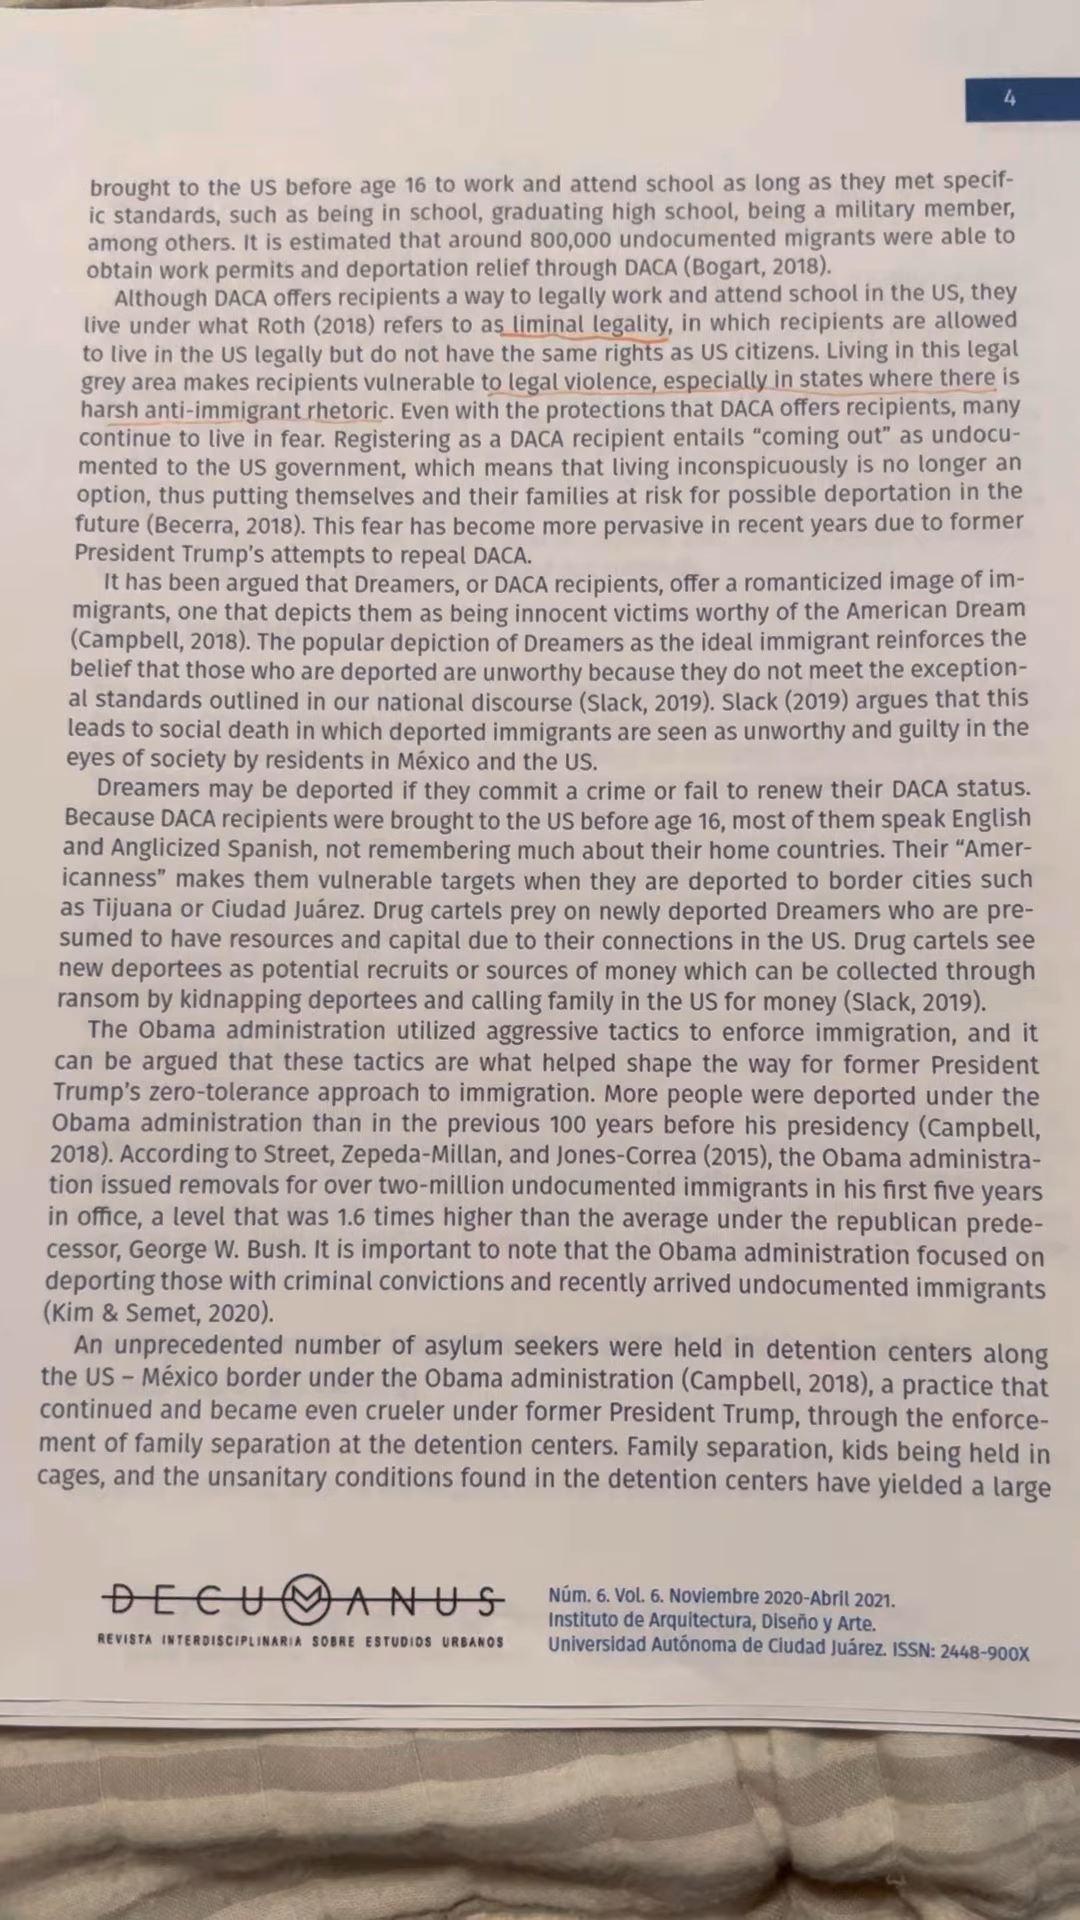 4
brought to the US before age 16 to work and attend school as long as they met specif-
ic standards, such as being in school, graduating high school, being a military member,
among others. It is estimated that around 800,000 undocumented migrants were able to
obtain work permits and deportation relief through DACA (Bogart, 2018).
Although DACA offers recipients a way to legally work and attend school in the US, they
live under what Roth (2018) refers to as liminal legality, in which recipients are allowed
to live in the US legally but do not have the same rights as US citizens. Living in this legal
grey area makes recipients vulnerable to legal violence, especially in states where there is
harsh anti-immigrant rhetoric. Even with the protections that DACA offers recipients, many
continue to live in fear. Registering as a DACA recipient entails “coming out” as undocu-
mented to the US government, which means that living inconspicuously is no longer an
option, thus putting themselves and their families at risk for possible deportation in the
future (Becerra, 2018). This fear has become more pervasive in recent years due to former
President Trump’s attempts to repeal DACA.
It has been argued that Dreamers, or DACA recipients, offer a romanticized image of im-
migrants, one that depicts them as being innocent victims worthy of the American Dream
(Campbell, 2018). The popular depiction of Dreamers as the ideal immigrant reinforces the
belief that those who are deported are unworthy because they do not meet the exception-
al standards outlined in our national discourse (Slack, 2019). Slack (2019) argues that this
leads to social death in which deported immigrants are seen as unworthy and guilty in the
eyes of society by residents in México and the US.
Dreamers may be deported if they commit a crime or fail to renew their DACA status.
Because DACA recipients were brought to the US before age 16, most of them speak English
and Anglicized Spanish, not remembering much about their home countries. Their “Amer-
icanness” makes them vulnerable targets when they are deported to border cities such
as Tijuana or Ciudad Juárez. Drug cartels prey on newly deported Dreamers who are pre-
sumed to have resources and capital due to their connections in the US. Drug cartels see
new deportees as potential recruits or sources of money which can be collected through
ransom by kidnapping deportees and calling family in the US for money (Slack, 2019).
The Obama administration utilized aggressive tactics to enforce immigration, and it
can be argued that these tactics are what helped shape the way for former President
Trump’s zero-tolerance approach to immigration. More people were deported under the
Obama administration than in the previous 100 years before his presidency (Campbell,
2018). According to Street, Zepeda-Millan, and Jones-Correa (2015), the Obama administra-
tion issued removals for over two-million undocumented immigrants in his first five years
in office, a level that was 1.6 times higher than the average under the republican prede-
cessor, George W. Bush. It is important to note that the Obama administration focused on
deporting those with criminal convictions and recently arrived undocumented immigrants
(Kim & Semet, 2020).
An unprecedented number of asylum seekers were held in detention centers along
the US – México border under the Obama administration (Campbell, 2018), a practice that
continued and became even crueler under former President Trump, through the enforce-
ment of family separation at the detention centers. Family separation, kids being held in
cages, and the unsanitary conditions found in the detention centers have yielded a large
DECUMANUS
REVISTA INTERDISCIPLINARIA SOBRE ESTUDIOS URBANOS
Núm. 6. Vol. 6. Noviembre 2020-Abril 2021.
Instituto de Arquitectura, Diseño y Arte.
Universidad Autónoma de Ciudad Juárez. ISSN: 2448-900X